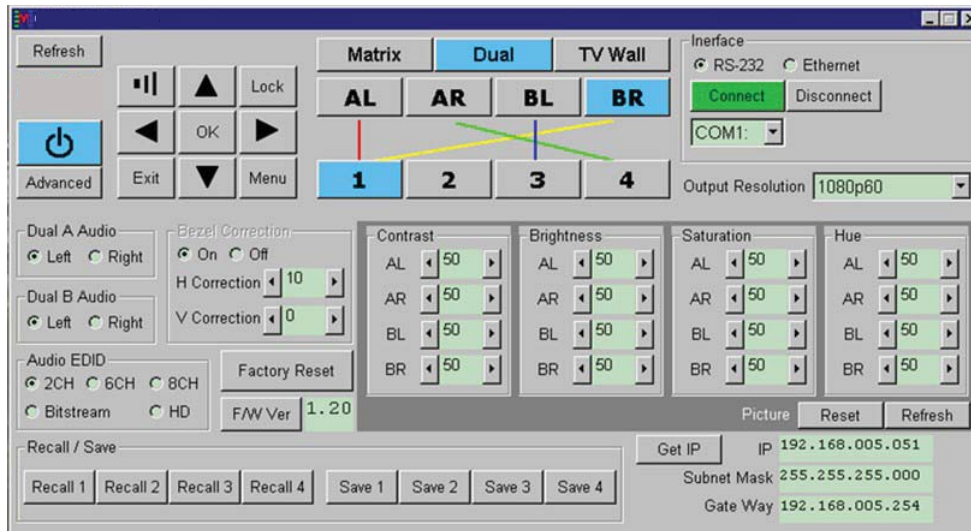 Refresh
Lock
OK
Exit
Menu
Advanced
Matrix Dual TV Wall
AL AR BL BR
1 2 3 4
Inerface
RS-232 Ethernet
Connect Disconnect
COM1:
Output Resolution 1080p60
Dual A Audio
Left Right
Dual B Audio
Left Right
Bezel Correction
On Off
H Correction 10
V Correction 0
Audio EDID
2CH 6CH 8CH
Bitstream HD
Factory Reset
F/W Ver 1.20
Contrast
AL 50
AR 50
BL 50
BR 50
Brightness
AL 50
AR 50
BL 50
BR 50
Saturation
AL 50
AR 50
BL 50
BR 50
Hue
AL 50
AR 50
BL 50
BR 50
Picture Reset Refresh
Recall / Save
Recall 1 Recall 2 Recall 3 Recall 4 Save 1 Save 2 Save 3 Save 4
Get IP IP 192.168.005.051
Subnet Mask 255.255.255.000
Gate Way 192.168.005.254